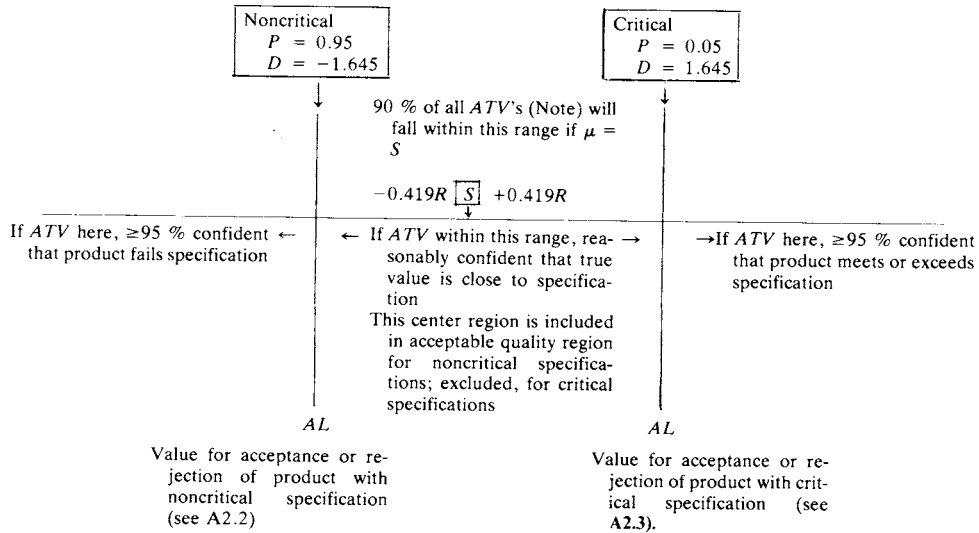 Noncritical
P = 0.95
D = −1.645
Critical
P = 0.05
D = 1.645
90 % of all ATV's (Note) will
fall within this range if μ =
S
−0.419R S +0.419R
If ATV here, ≥95 % confident ←
that product fails specification
← If ATV within this range, rea- →
sonably confident that true
value is close to specifica-
tion
This center region is included
in acceptable quality region
for noncritical specifica-
tions; excluded, for critical
specifications
→If ATV here, ≥95 % confident
that product meets or exceeds
specification
AL
Value for acceptance or re-
jection of product with
noncritical specification
(see A2.2)
AL
Value for acceptance or re-
jection of product with crit-
ical specification (see
A2.3).